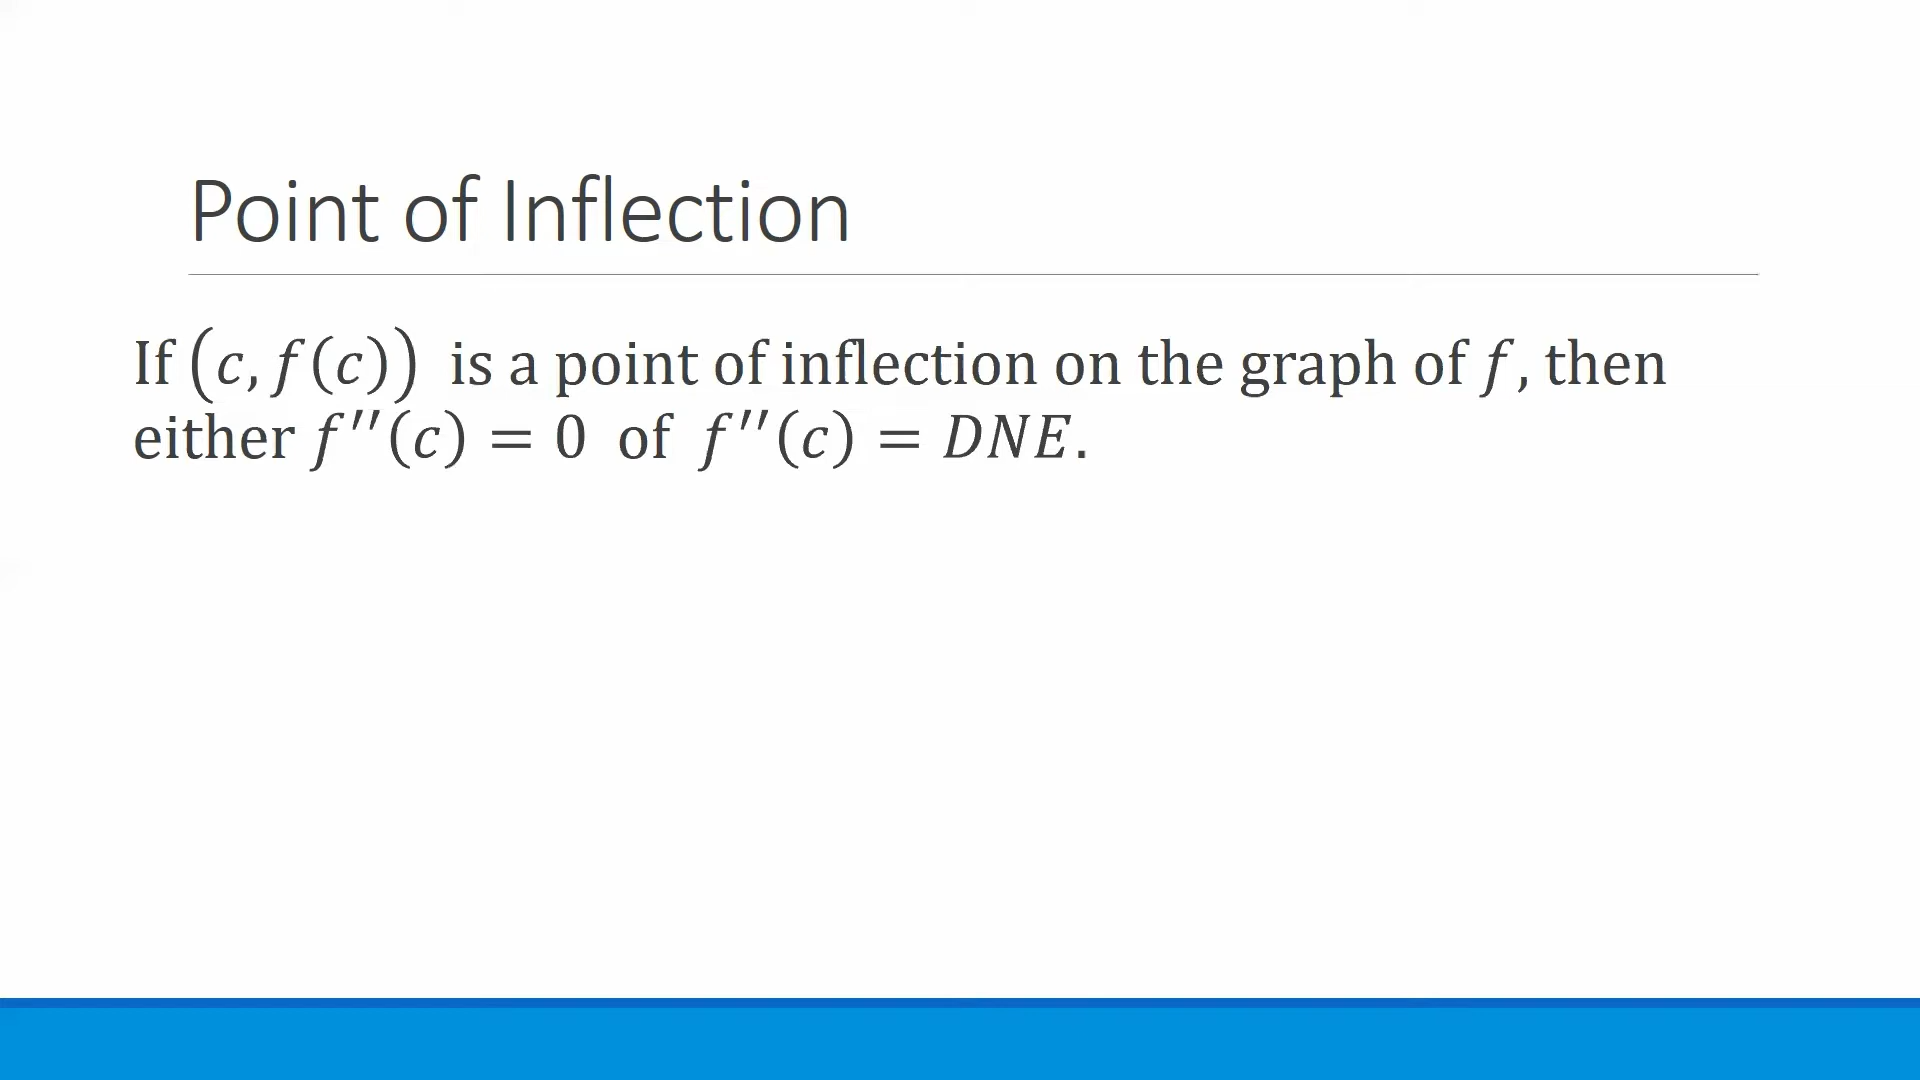 Point of Inflection
If (c, f(c)) is a point of inflection on the graph of f, then
either f″(c) = 0 of f″(c) = DNE.